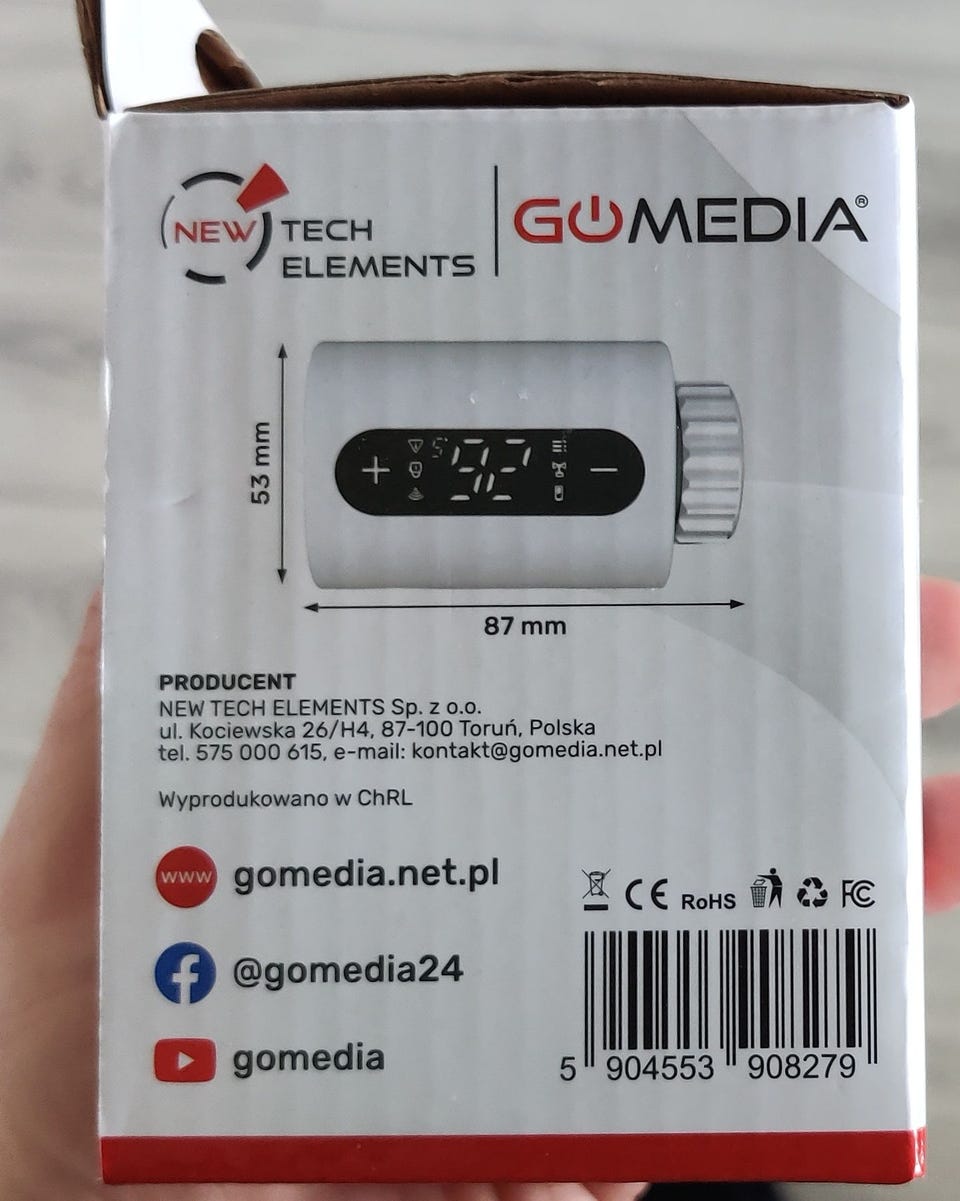 NEW TECH
ELEMENTS
GOMEDIA®
53 mm
87 mm
PRODUCENT
NEW TECH ELEMENTS Sp. z o.o.
ul. Kociewska 26/H4, 87-100 Toruń, Polska
tel. 575 000 615, e-mail: kontakt@gomedia.net.pl
Wyprodukowano w ChRL
www gomedia.net.pl
@gomedia24
gomedia
CE RoHS FC
5 904553 908279